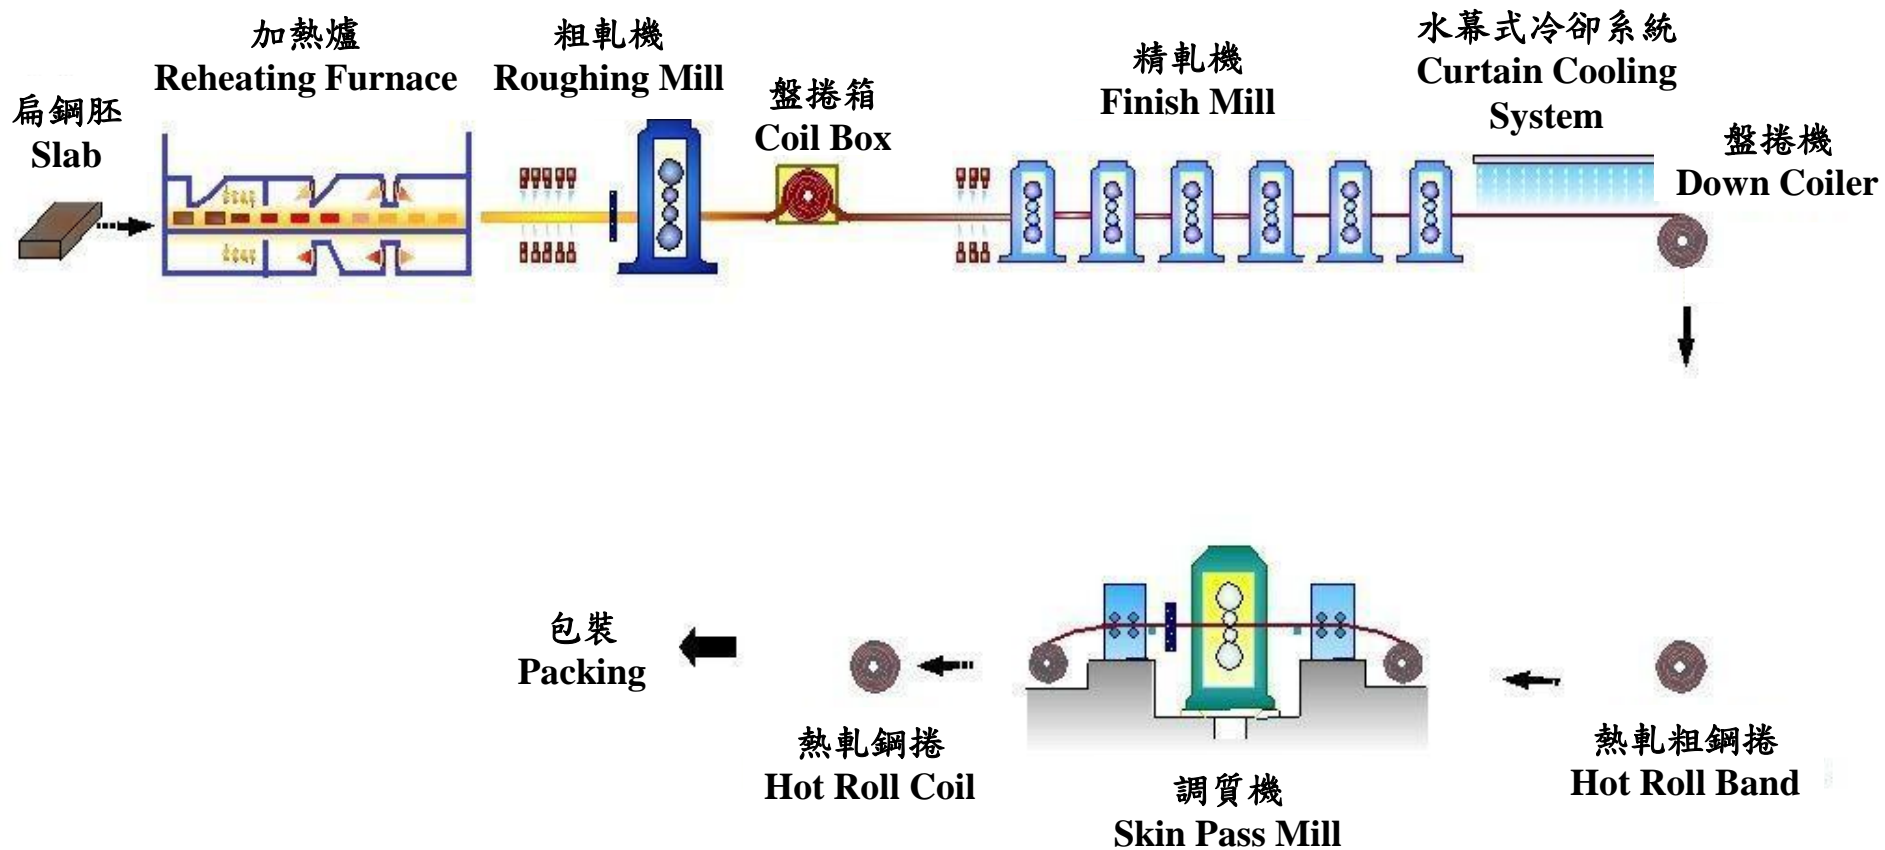 加熱爐
Reheating Furnace
粗軋機
Roughing Mill
水幕式冷卻系統
Curtain Cooling
System
精軋機
Finish Mill
盤捲箱
Coil Box
扁鋼胚
Slab
盤捲機
Down Coiler
包裝
Packing
熱軋鋼捲
Hot Roll Coil
調質機
Skin Pass Mill
熱軋粗鋼捲
Hot Roll Band